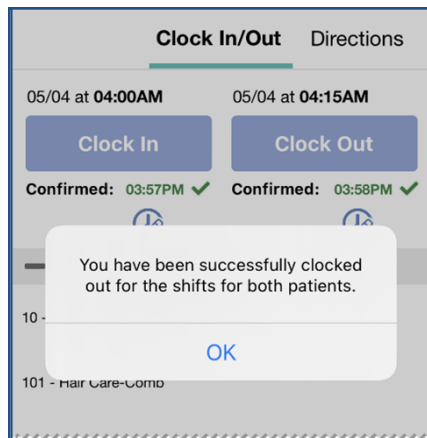 Clock In/Out Directions
05/04 at 04:00AM 05/04 at 04:15AM
Clock In Clock Out
Confirmed: 03:57PM Confirmed: 03:58PM
You have been successfully clocked
out for the shifts for both patients.
10 -
OK
101 - Hair Care-Comb